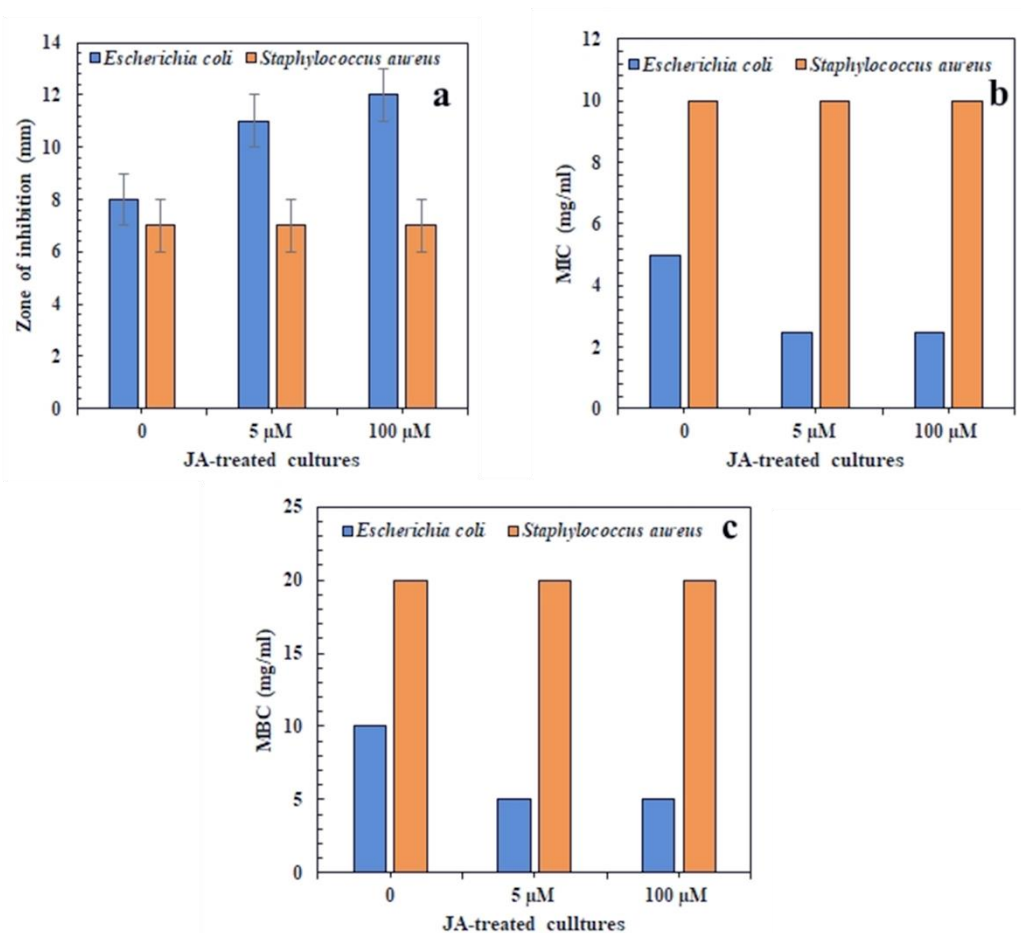 14
12
10
8
6
4
2
0
Zone of inhibition (mm)
Escherichia coli Staphylococcus aureus
a
0 5 μM 100 μM
JA-treated cultures
12
10
8
6
4
2
0
MIC (mg/ml)
Escherichia coli Staphylococcus aureus
b
0 5 μM 100 μM
JA-treated cultures
25
20
15
10
5
0
MBC (mg/ml)
Escherichia coli Staphylococcus aureus c
0 5 μM 100 μM
JA-treated culltures